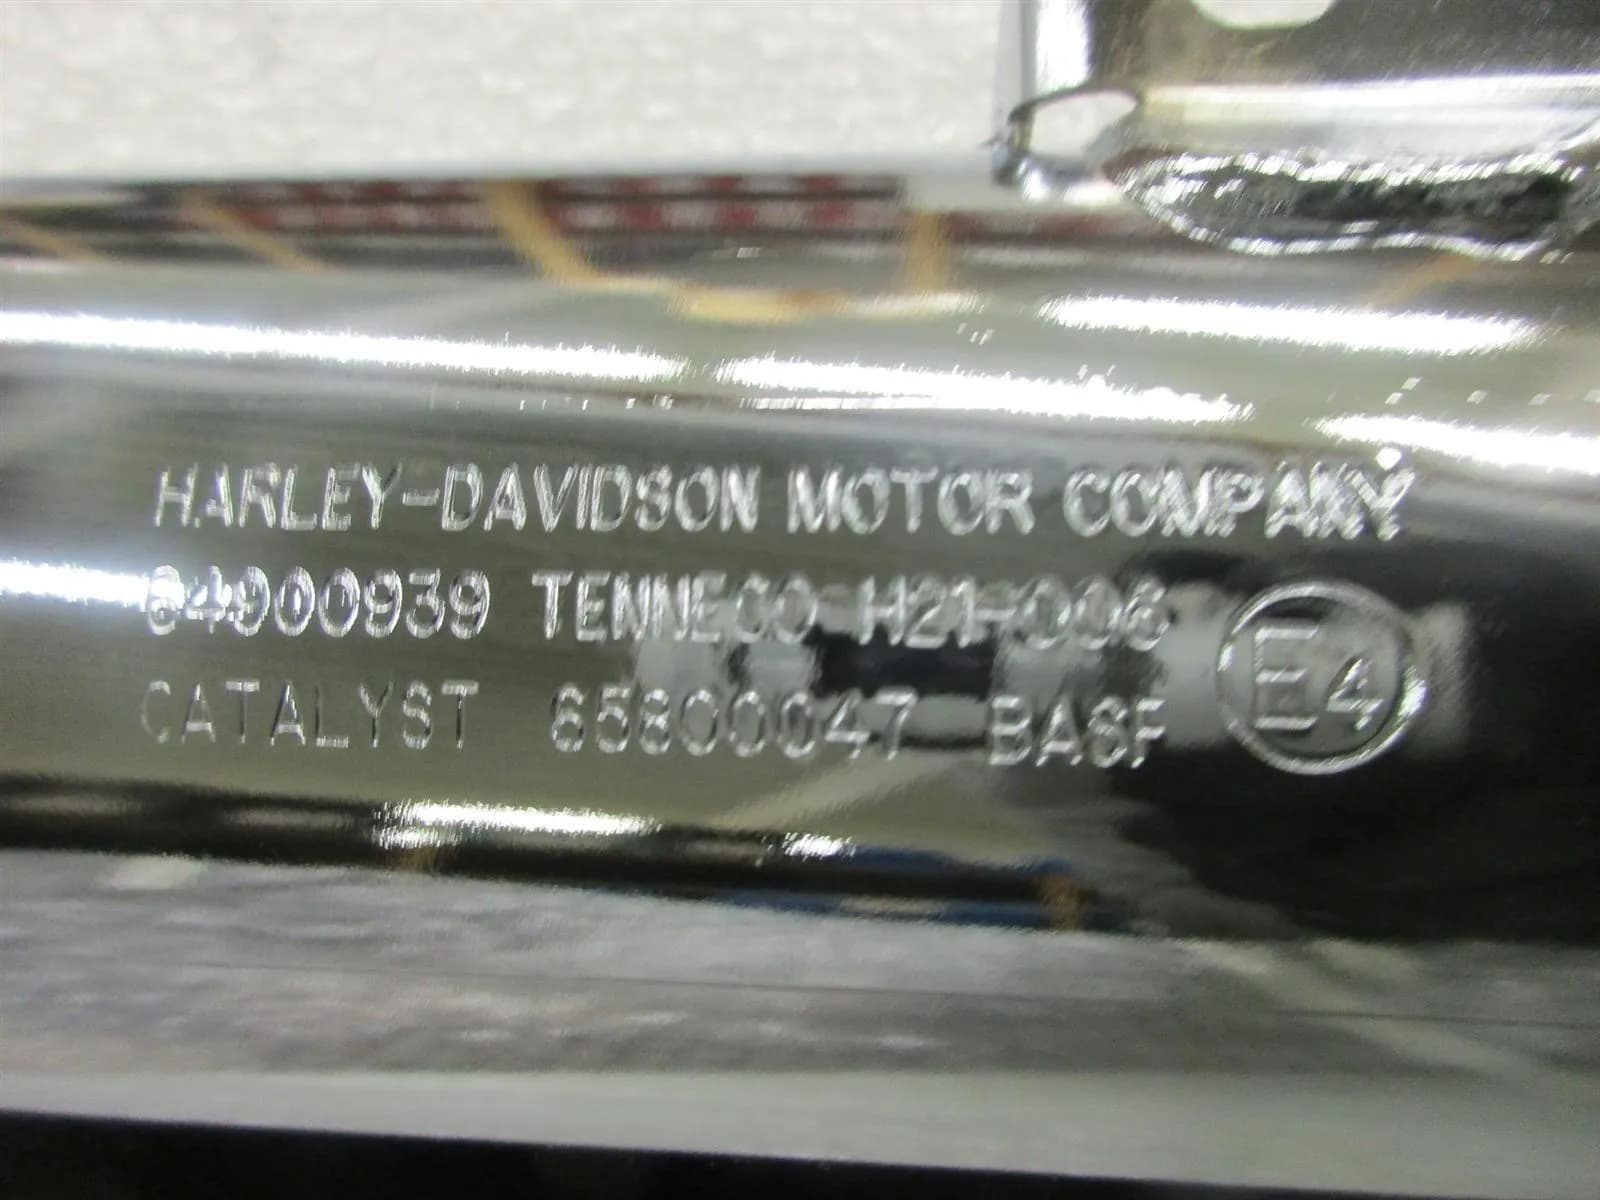 HARLEY-DAVIDSON MOTOR COMPANY
64900939 TENNECO H21-006
CATALYST 65800047 BASF E4